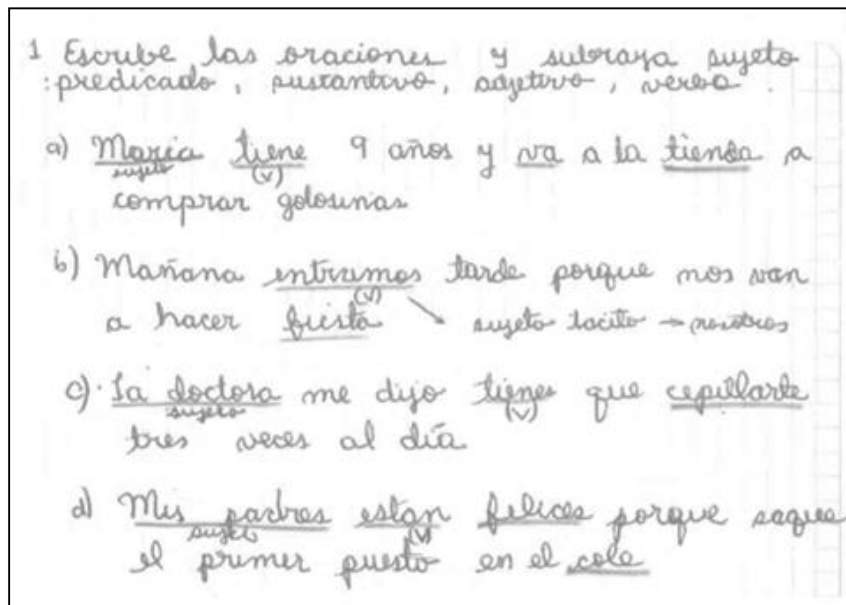 1 Escribe las oraciones y subraya sujeto
: predicado, sustantivo, adjetivo, verbo.
a) Maria tiene 9 años y va a la tienda a
sujeto (v)
comprar golosinas
b) Mañana entramos tarde porque nos van
(v)
a hacer fiesta sujeto tacito → nosotros
c) La doctora me dijo tienes que cepillarte
sujeto (v)
tres veces al día
d) Mis padres estan felices porque saque
sujeto (v)
el primer puesto en el cole